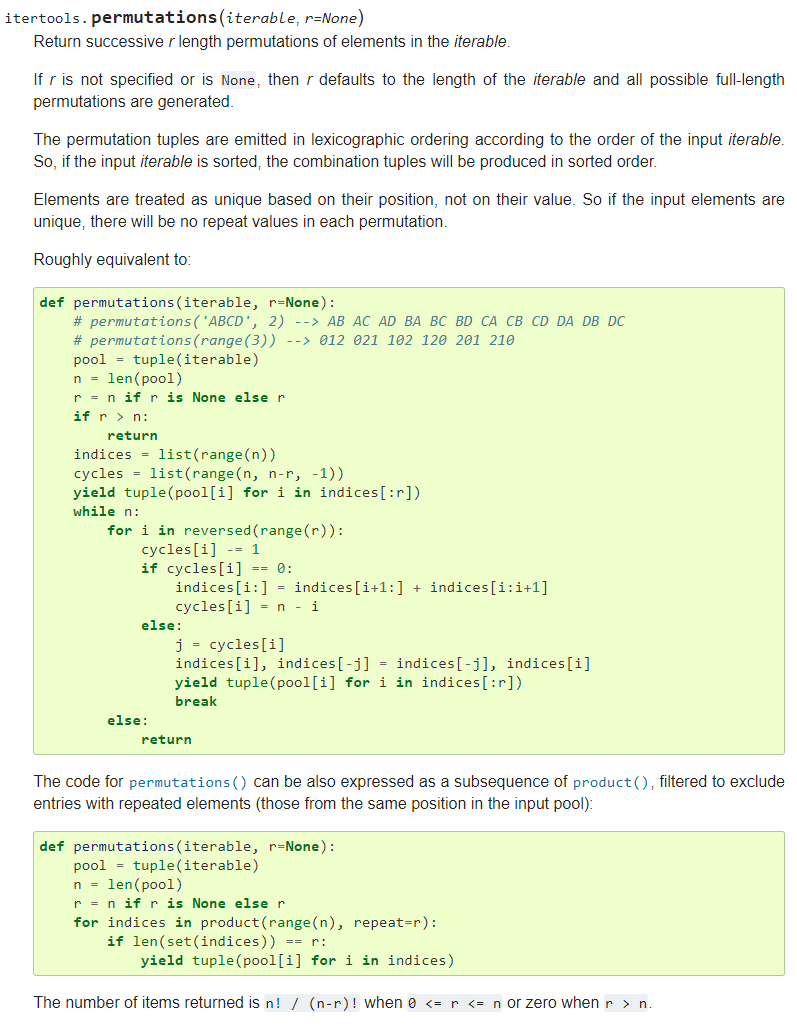 itertools.permutations(iterable, r=None)
Return successive r length permutations of elements in the iterable.
If r is not specified or is None, then r defaults to the length of the iterable and all possible full-length
permutations are generated.
The permutation tuples are emitted in lexicographic ordering according to the order of the input iterable.
So, if the input iterable is sorted, the combination tuples will be produced in sorted order.
Elements are treated as unique based on their position, not on their value. So if the input elements are
unique, there will be no repeat values in each permutation.
Roughly equivalent to:
def permutations(iterable, r=None):
    # permutations('ABCD', 2) --> AB AC AD BA BC BD CA CB CD DA DB DC
    # permutations(range(3)) --> 012 021 102 120 201 210
    pool = tuple(iterable)
    n = len(pool)
    r = n if r is None else r
    if r > n:
        return
    indices = list(range(n))
    cycles = list(range(n, n-r, -1))
    yield tuple(pool[i] for i in indices[:r])
    while n:
        for i in reversed(range(r)):
            cycles[i] -= 1
            if cycles[i] == 0:
                indices[i:] = indices[i+1:] + indices[i:i+1]
                cycles[i] = n - i
            else:
                j = cycles[i]
                indices[i], indices[-j] = indices[-j], indices[i]
                yield tuple(pool[i] for i in indices[:r])
                break
        else:
            return
The code for permutations() can be also expressed as a subsequence of product(), filtered to exclude
entries with repeated elements (those from the same position in the input pool):
def permutations(iterable, r=None):
    pool = tuple(iterable)
    n = len(pool)
    r = n if r is None else r
    for indices in product(range(n), repeat=r):
        if len(set(indices)) == r:
            yield tuple(pool[i] for i in indices)
The number of items returned is n! / (n-r)! when 0 <= r <= n or zero when r > n.